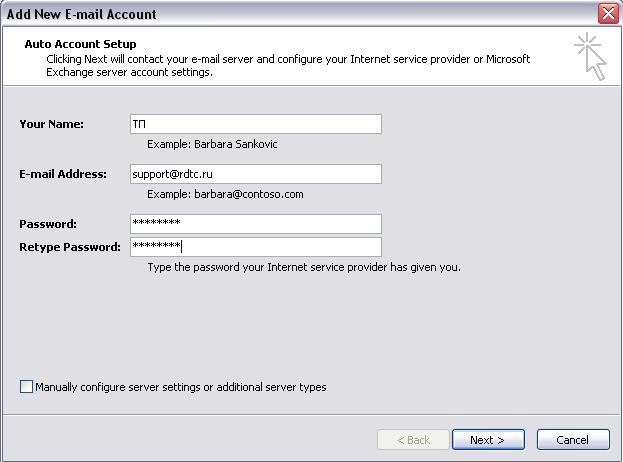 Add New E-mail Account
Auto Account Setup
Clicking Next will contact your e-mail server and configure your Internet service provider or Microsoft
Exchange server account settings.
Your Name: ТП
Example: Barbara Sankovic
E-mail Address: support@rdtc.ru
Example: barbara@contoso.com
Password: ********
Retype Password: ********
Type the password your Internet service provider has given you.
Manually configure server settings or additional server types
< Back Next > Cancel